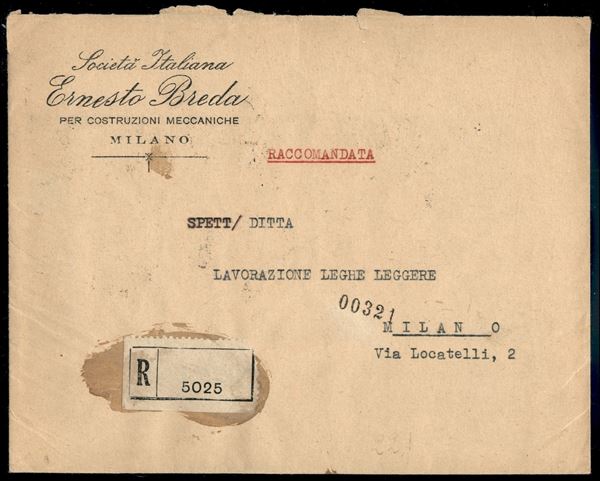 Società Italiana
Ernesto Breda
PER COSTRUZIONI MECCANICHE
MILANO
RACCOMANDATA
SPETT/ DITTA
LAVORAZIONE LEGHE LEGGERE
00321
MILANO
Via Locatelli, 2
R
5025